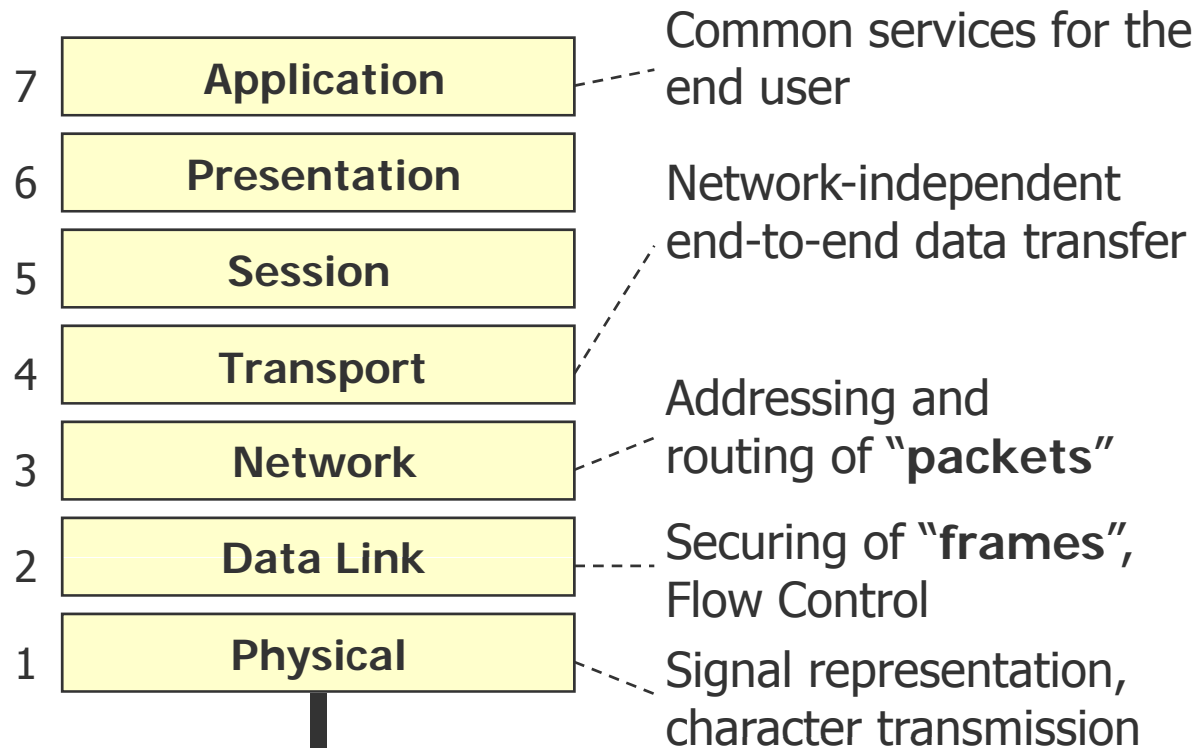 Common services for the
end user
7 Application
6 Presentation
Network-independent
end-to-end data transfer
5 Session
4 Transport
Addressing and
routing of “packets”
3 Network
2 Data Link
Securing of “frames”,
Flow Control
1 Physical
Signal representation,
character transmission